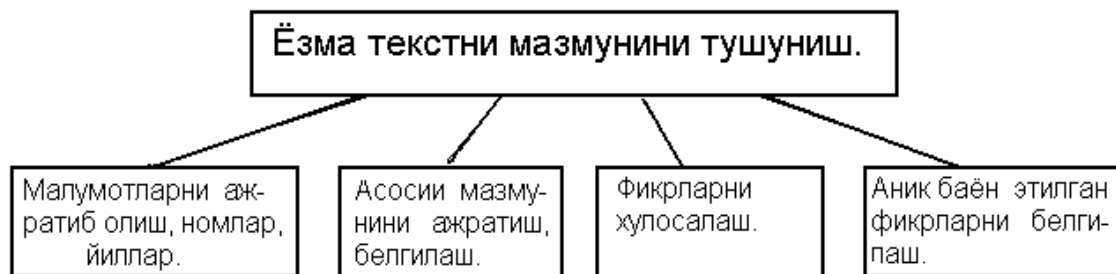 Ёзма текстни мазмунини тушуниш.
Малумотларни аж-
ратиб олиш, номлар,
йиллар.
Асосии мазму-
нини ажратиш,
белгилаш.
Фикрларни
хулосалаш.
Аник баён этилган
фикрларни белги-
лаш.